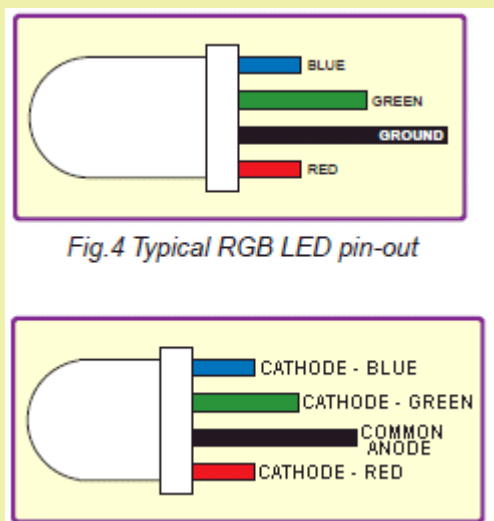 BLUE
GREEN
GROUND
RED
Fig.4 Typical RGB LED pin-out
CATHODE - BLUE
CATHODE - GREEN
COMMON
ANODE
CATHODE - RED